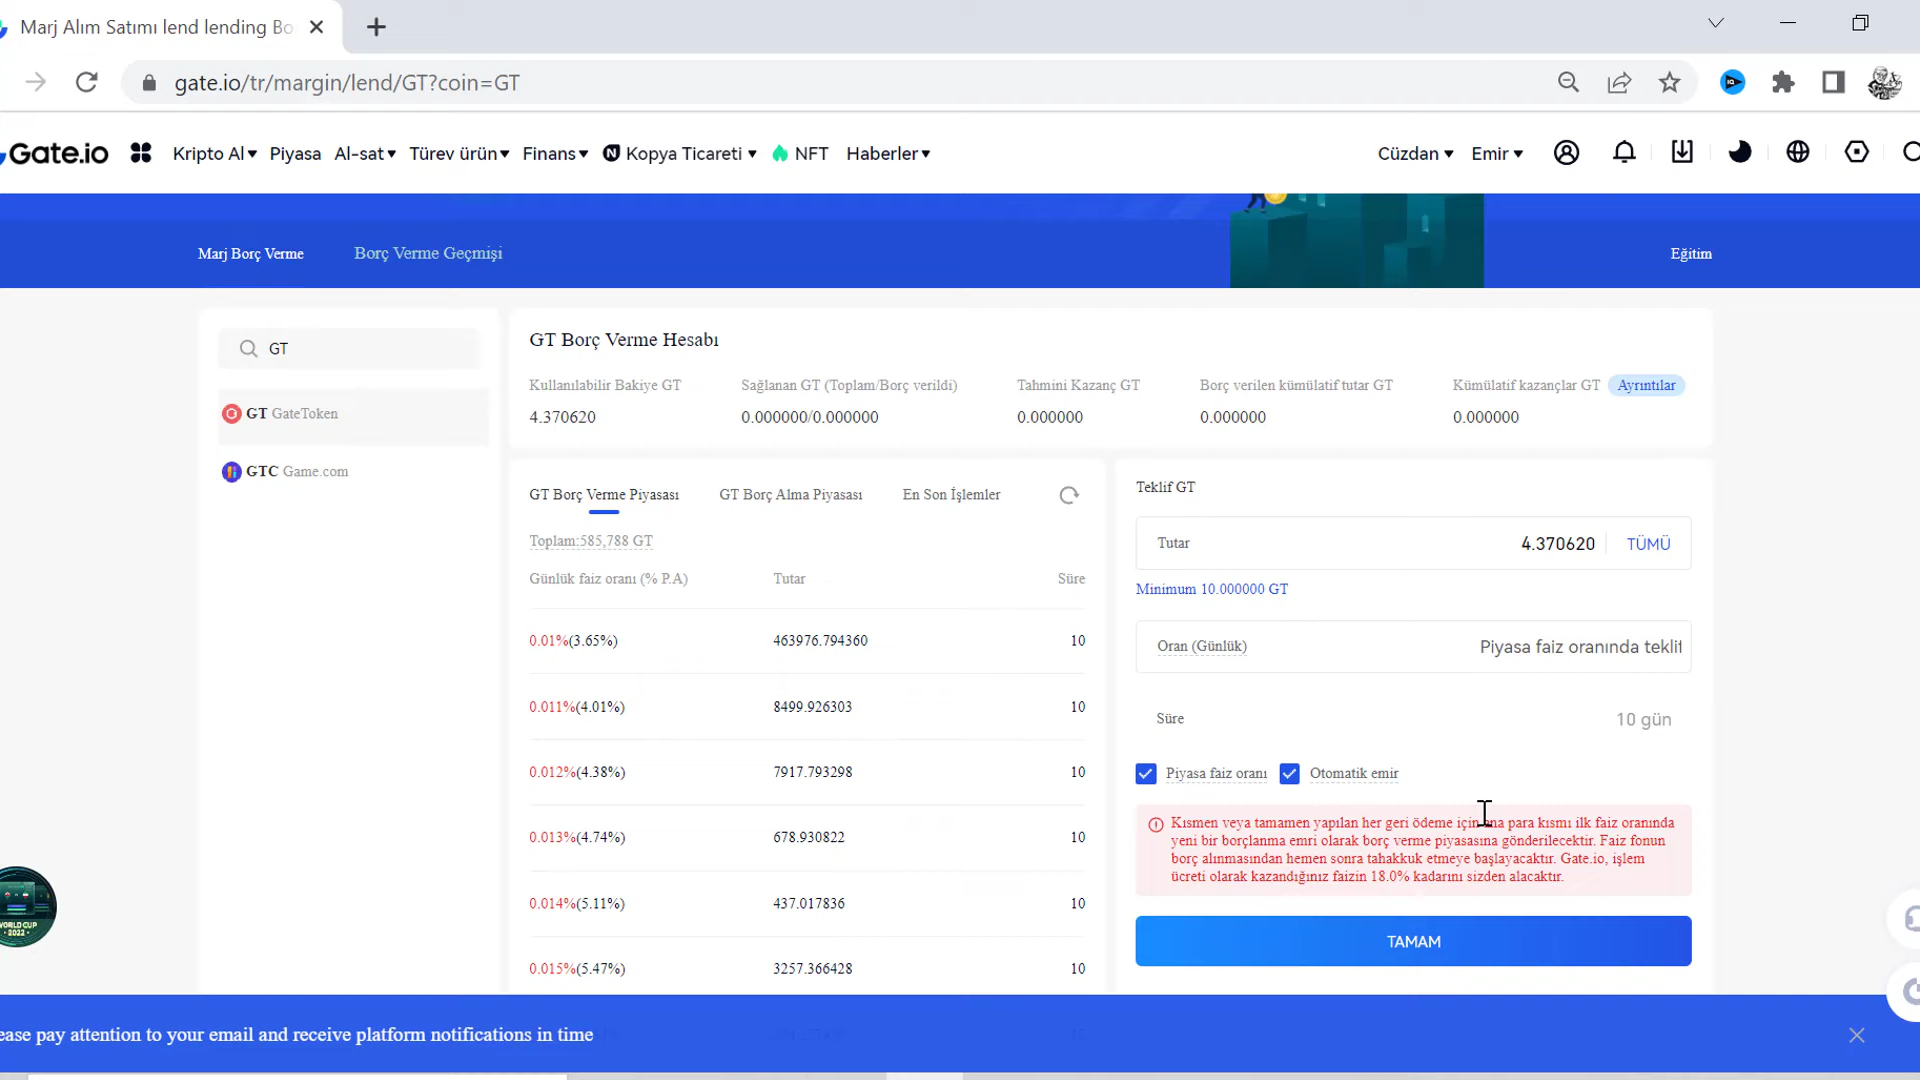 Marj Alım Satımı lend lending Bo
gate.io/tr/margin/lend/GT?coin=GT
Gate.io
Kripto Al
Piyasa
Al-sat
Türev ürün
Finans
Kopya Ticareti
NFT
Haberler
Cüzdan
Emir
Marj Borç Verme
Borç Verme Geçmişi
Eğitim
GT
GT GateToken
GTC Game.com
GT Borç Verme Hesabı
Kullanılabilir Bakiye GT
Sağlanan GT (Toplam/Borç verildi)
Tahmini Kazanç GT
Borç verilen kümülatif tutar GT
Kümülatif kazançlar GT
Ayrıntılar
4.370620
0.000000/0.000000
0.000000
0.000000
0.000000
GT Borç Verme Piyasası
GT Borç Alma Piyasası
En Son İşlemler
Toplam:585,788 GT
Günlük faiz oranı (% P.A)
Tutar
Süre
0.01%(3.65%)
463976.794360
10
0.011%(4.01%)
8499.926303
10
0.012%(4.38%)
7917.793298
10
0.013%(4.74%)
678.930822
10
0.014%(5.11%)
437.017836
10
0.015%(5.47%)
3257.366428
10
Teklif GT
Tutar
4.370620
TÜMÜ
Minimum 10.000000 GT
Oran (Günlük)
Piyasa faiz oranında teklif
Süre
10 gün
Piyasa faiz oranı
Otomatik emir
Kısmen veya tamamen yapılan her geri ödeme için ana para kısmı ilk faiz oranında
yeni bir borçlanma emri olarak borç verme piyasasına gönderilecektir. Faiz fonun
borç alınmasından hemen sonra tahakkuk etmeye başlayacaktır. Gate.io, işlem
ücreti olarak kazandığınız faizin 18.0% kadarını sizden alacaktır.
TAMAM
WORLD CUP
2022
ease pay attention to your email and receive platform notifications in time